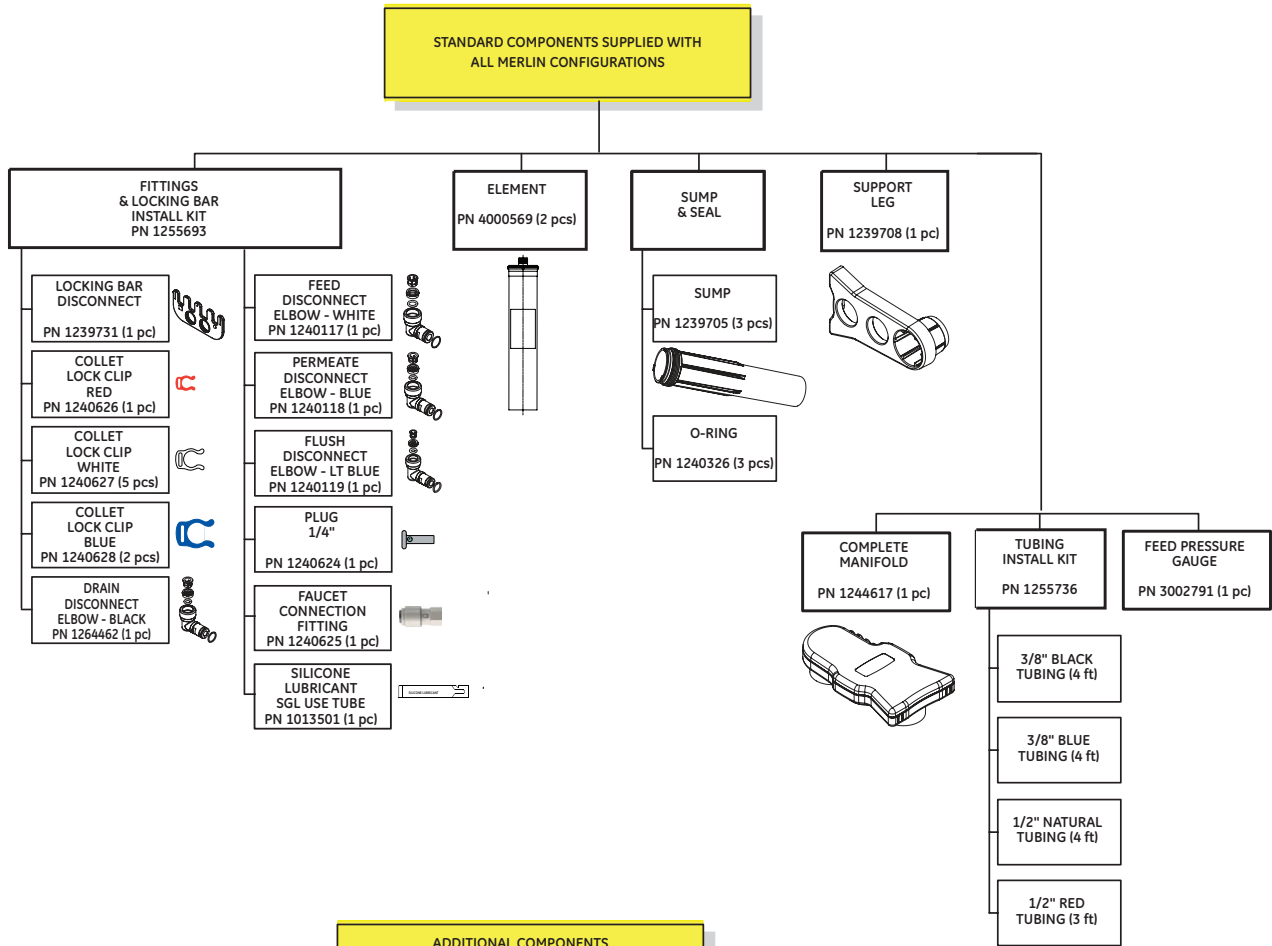 STANDARD COMPONENTS SUPPLIED WITH
ALL MERLIN CONFIGURATIONS
FITTINGS
& LOCKING BAR
INSTALL KIT
PN 1255693
LOCKING BAR
DISCONNECT
PN 1239731 (1 pc)
COLLET
LOCK CLIP
RED
PN 1240626 (1 pc)
COLLET
LOCK CLIP
WHITE
PN 1240627 (5 pcs)
COLLET
LOCK CLIP
BLUE
PN 1240628 (2 pcs)
DRAIN
DISCONNECT
ELBOW - BLACK
PN 1264462 (1 pc)
FEED
DISCONNECT
ELBOW - WHITE
PN 1240117 (1 pc)
PERMEATE
DISCONNECT
ELBOW - BLUE
PN 1240118 (1 pc)
FLUSH
DISCONNECT
ELBOW - LT BLUE
PN 1240119 (1 pc)
PLUG
1/4"
PN 1240624 (1 pc)
FAUCET
CONNECTION
FITTING
PN 1240625 (1 pc)
SILICONE
LUBRICANT
SGL USE TUBE
PN 1013501 (1 pc)
SILICONE LUBRICANT
ELEMENT
PN 4000569 (2 pcs)
SUMP
& SEAL
SUMP
PN 1239705 (3 pcs)
O-RING
PN 1240326 (3 pcs)
SUPPORT
LEG
PN 1239708 (1 pc)
COMPLETE
MANIFOLD
PN 1244617 (1 pc)
TUBING
INSTALL KIT
PN 1255736
3/8" BLACK
TUBING (4 ft)
3/8" BLUE
TUBING (4 ft)
1/2" NATURAL
TUBING (4 ft)
1/2" RED
TUBING (3 ft)
FEED PRESSURE
GAUGE
PN 3002791 (1 pc)
ADDITIONAL COMPONENTS